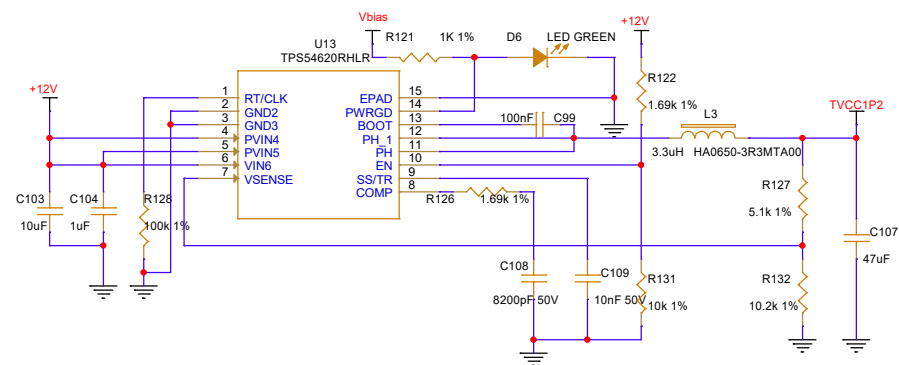 Vbias
+12V
R121
1K 1%
D6
LED GREEN
U13
TPS54620RHLR
+12V
1
RT/CLK
2
GND2
3
GND3
4
PVIN4
5
PVIN5
6
VIN6
7
VSENSE
EPAD
15
PWRGD
14
BOOT
13
PH_1
12
PH
11
EN
10
SS/TR
9
COMP
8
100nF
C99
R122
1.69k 1%
L3
3.3uH
HA0650-3R3MTA00
TVCC1P2
C103
10uF
C104
1uF
R128
100k 1%
R126
1.69k 1%
R127
5.1k 1%
C107
47uF
C108
8200pF 50V
C109
10nF 50V
R131
10k 1%
R132
10.2k 1%